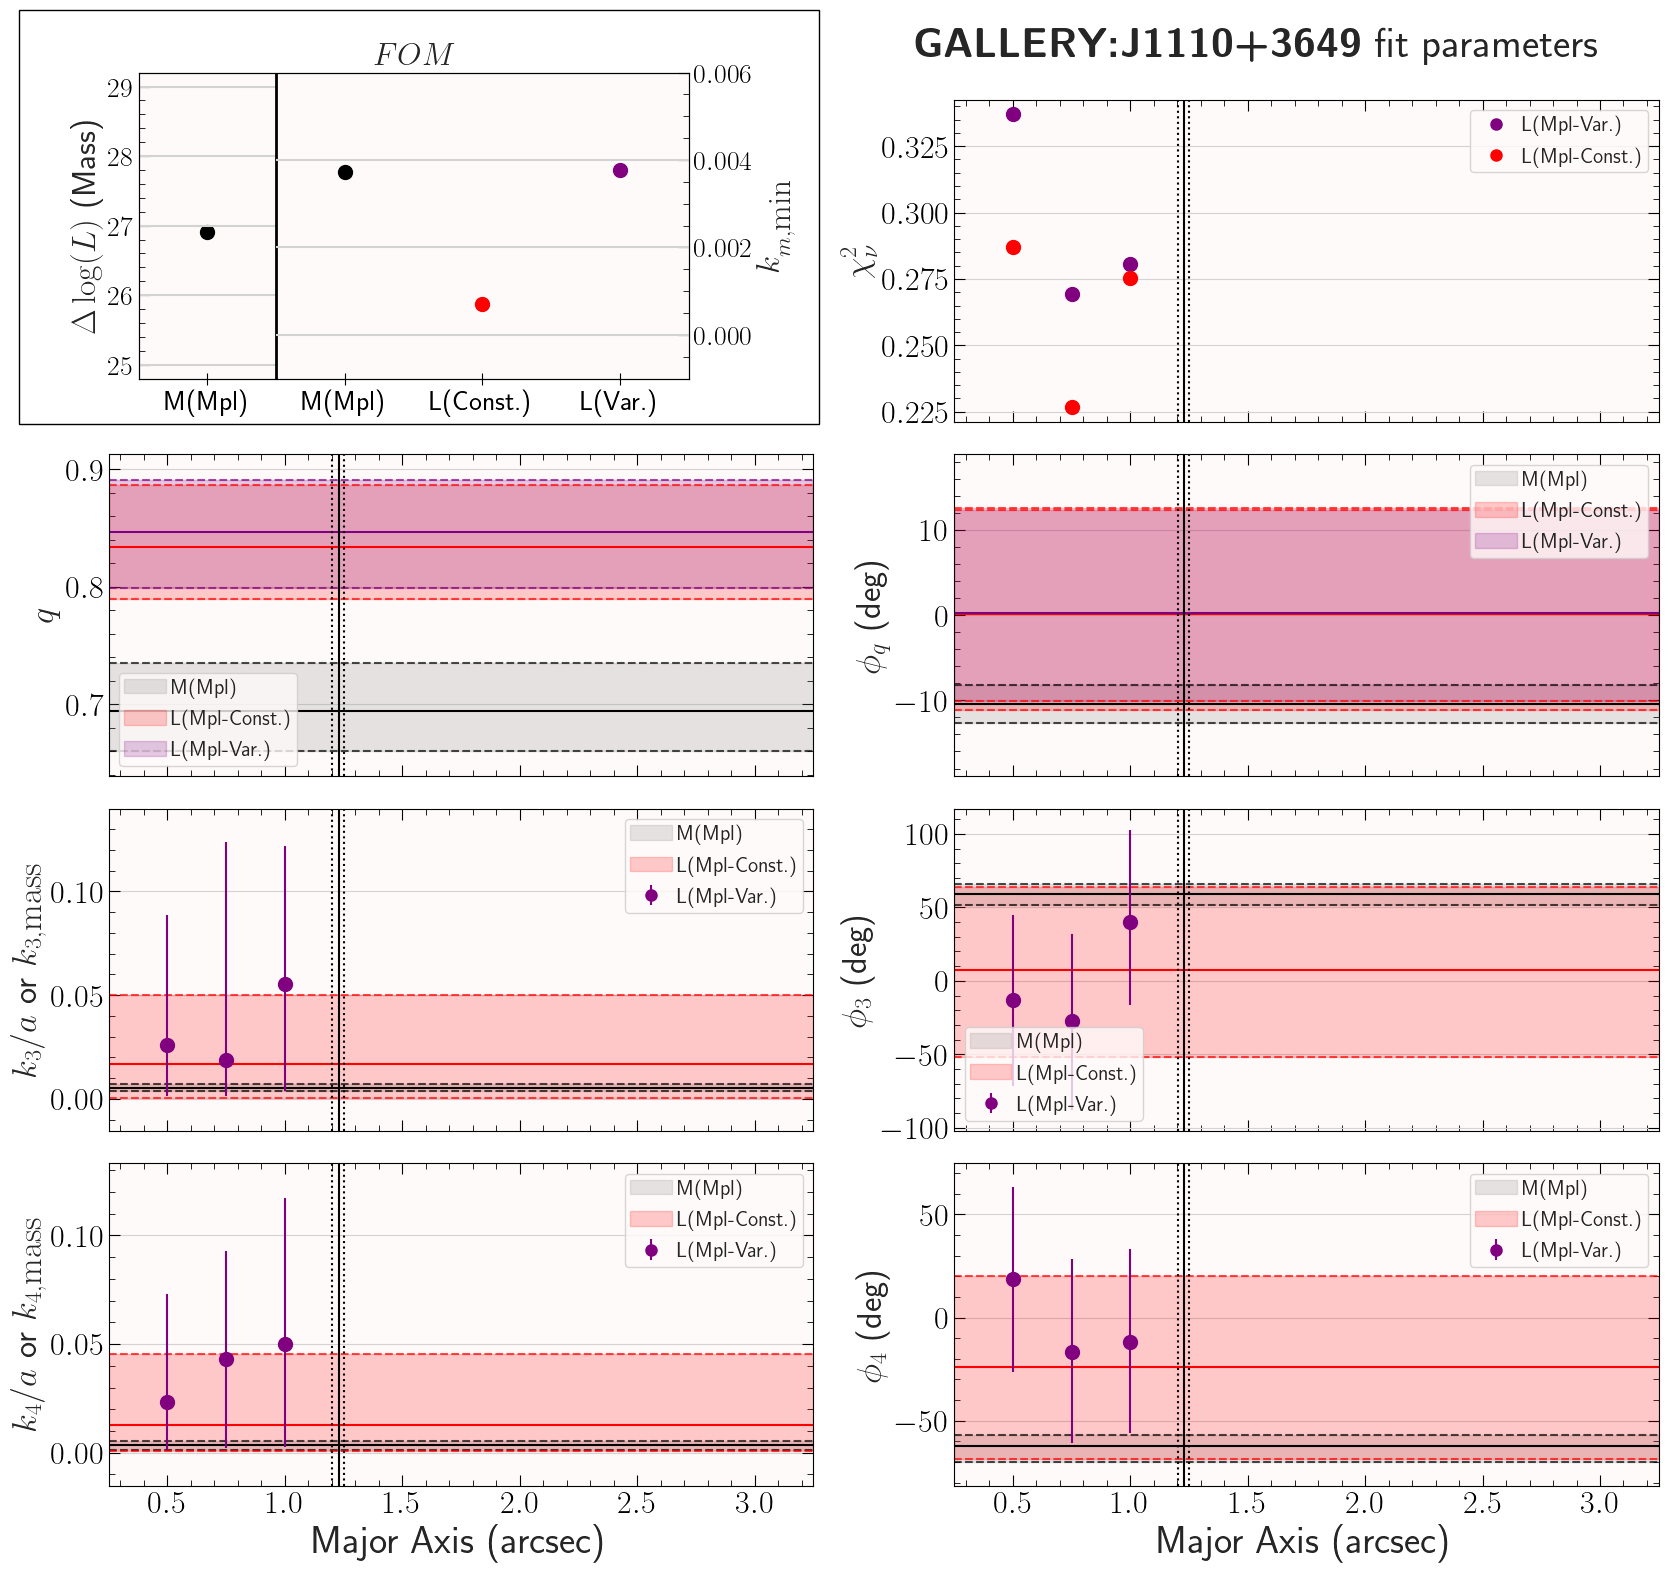 GALLERY:J1110+3649 fit parameters
FOM
Δ log(L) (Mass)
29
28
27
26
25
0.006
0.004
0.002
0.000
k_{m,min}
M(Mpl) M(Mpl) L(Const.) L(Var.)
χ²_ν
0.325
0.300
0.275
0.250
0.225
L(Mpl-Var.)
L(Mpl-Const.)
q
0.9
0.8
0.7
M(Mpl)
L(Mpl-Const.)
L(Mpl-Var.)
ϕ_q (deg)
10
0
−10
M(Mpl)
L(Mpl-Const.)
L(Mpl-Var.)
k_3/a or k_{3,mass}
0.10
0.05
0.00
M(Mpl)
L(Mpl-Const.)
L(Mpl-Var.)
ϕ_3 (deg)
100
50
0
−50
−100
M(Mpl)
L(Mpl-Const.)
L(Mpl-Var.)
k_4/a or k_{4,mass}
0.10
0.05
0.00
M(Mpl)
L(Mpl-Const.)
L(Mpl-Var.)
0.5 1.0 1.5 2.0 2.5 3.0
Major Axis (arcsec)
ϕ_4 (deg)
50
0
−50
M(Mpl)
L(Mpl-Const.)
L(Mpl-Var.)
0.5 1.0 1.5 2.0 2.5 3.0
Major Axis (arcsec)